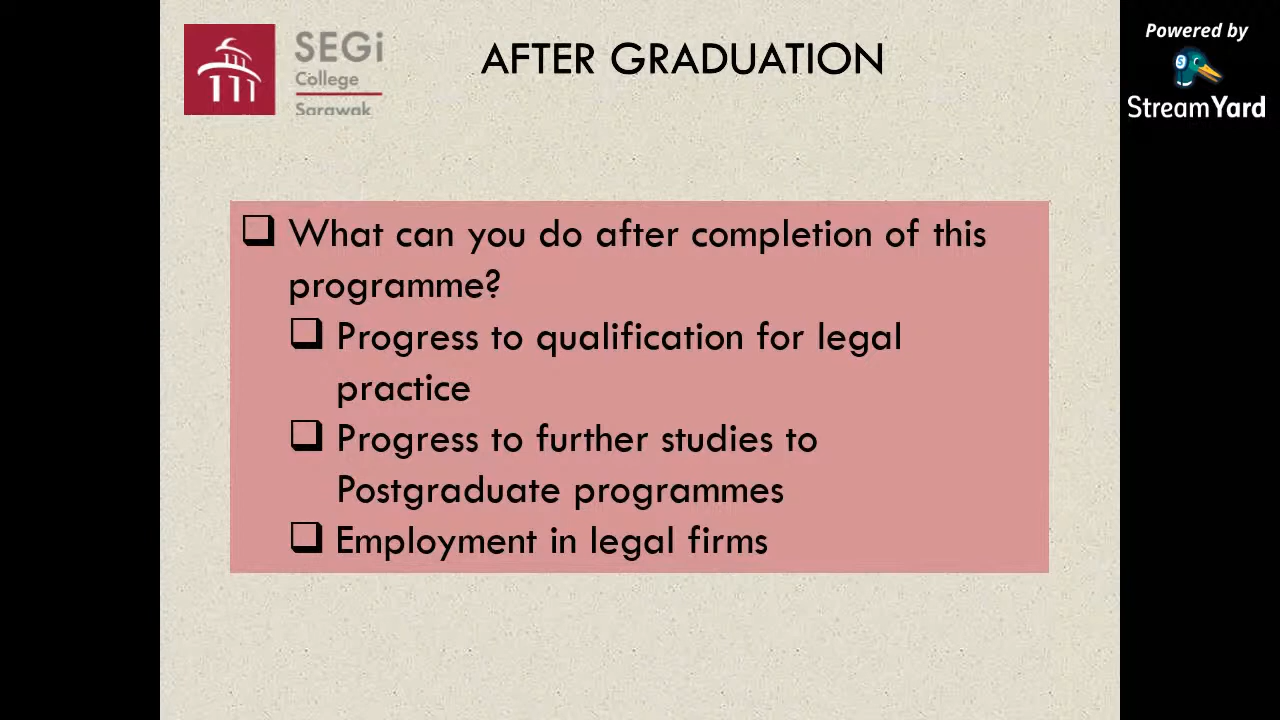 SEGi
College
Sarawak
AFTER GRADUATION
Powered by
StreamYard
What can you do after completion of this
programme?
Progress to qualification for legal
practice
Progress to further studies to
Postgraduate programmes
Employment in legal firms